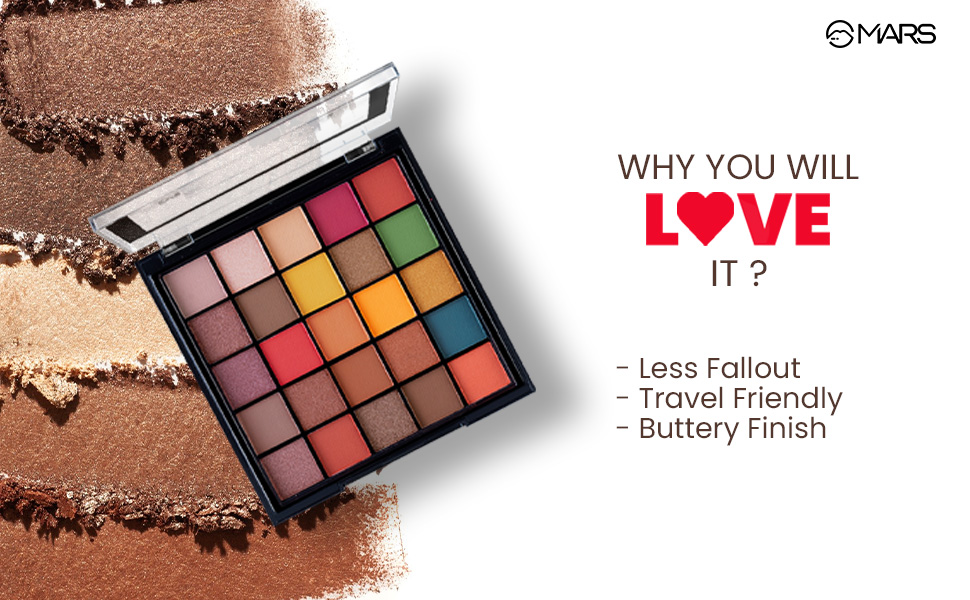 MARS
WHY YOU WILL
LOVE
IT ?
- Less Fallout
- Travel Friendly
- Buttery Finish